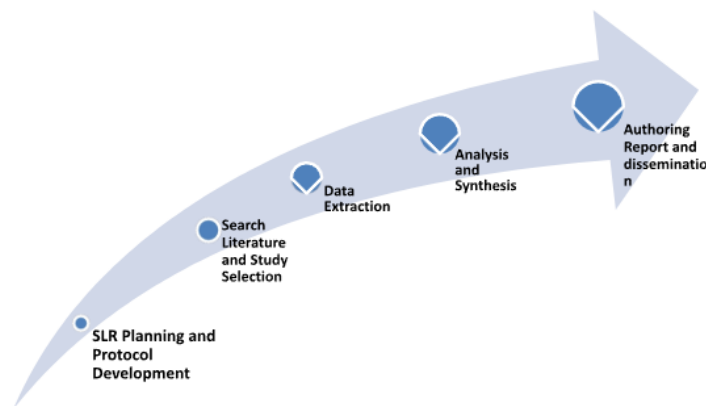 SLR Planning and
Protocol
Development
Search
Literature
and Study
Selection
Data
Extraction
Analysis
and
Synthesis
Authoring
Report and
disseminatio
n